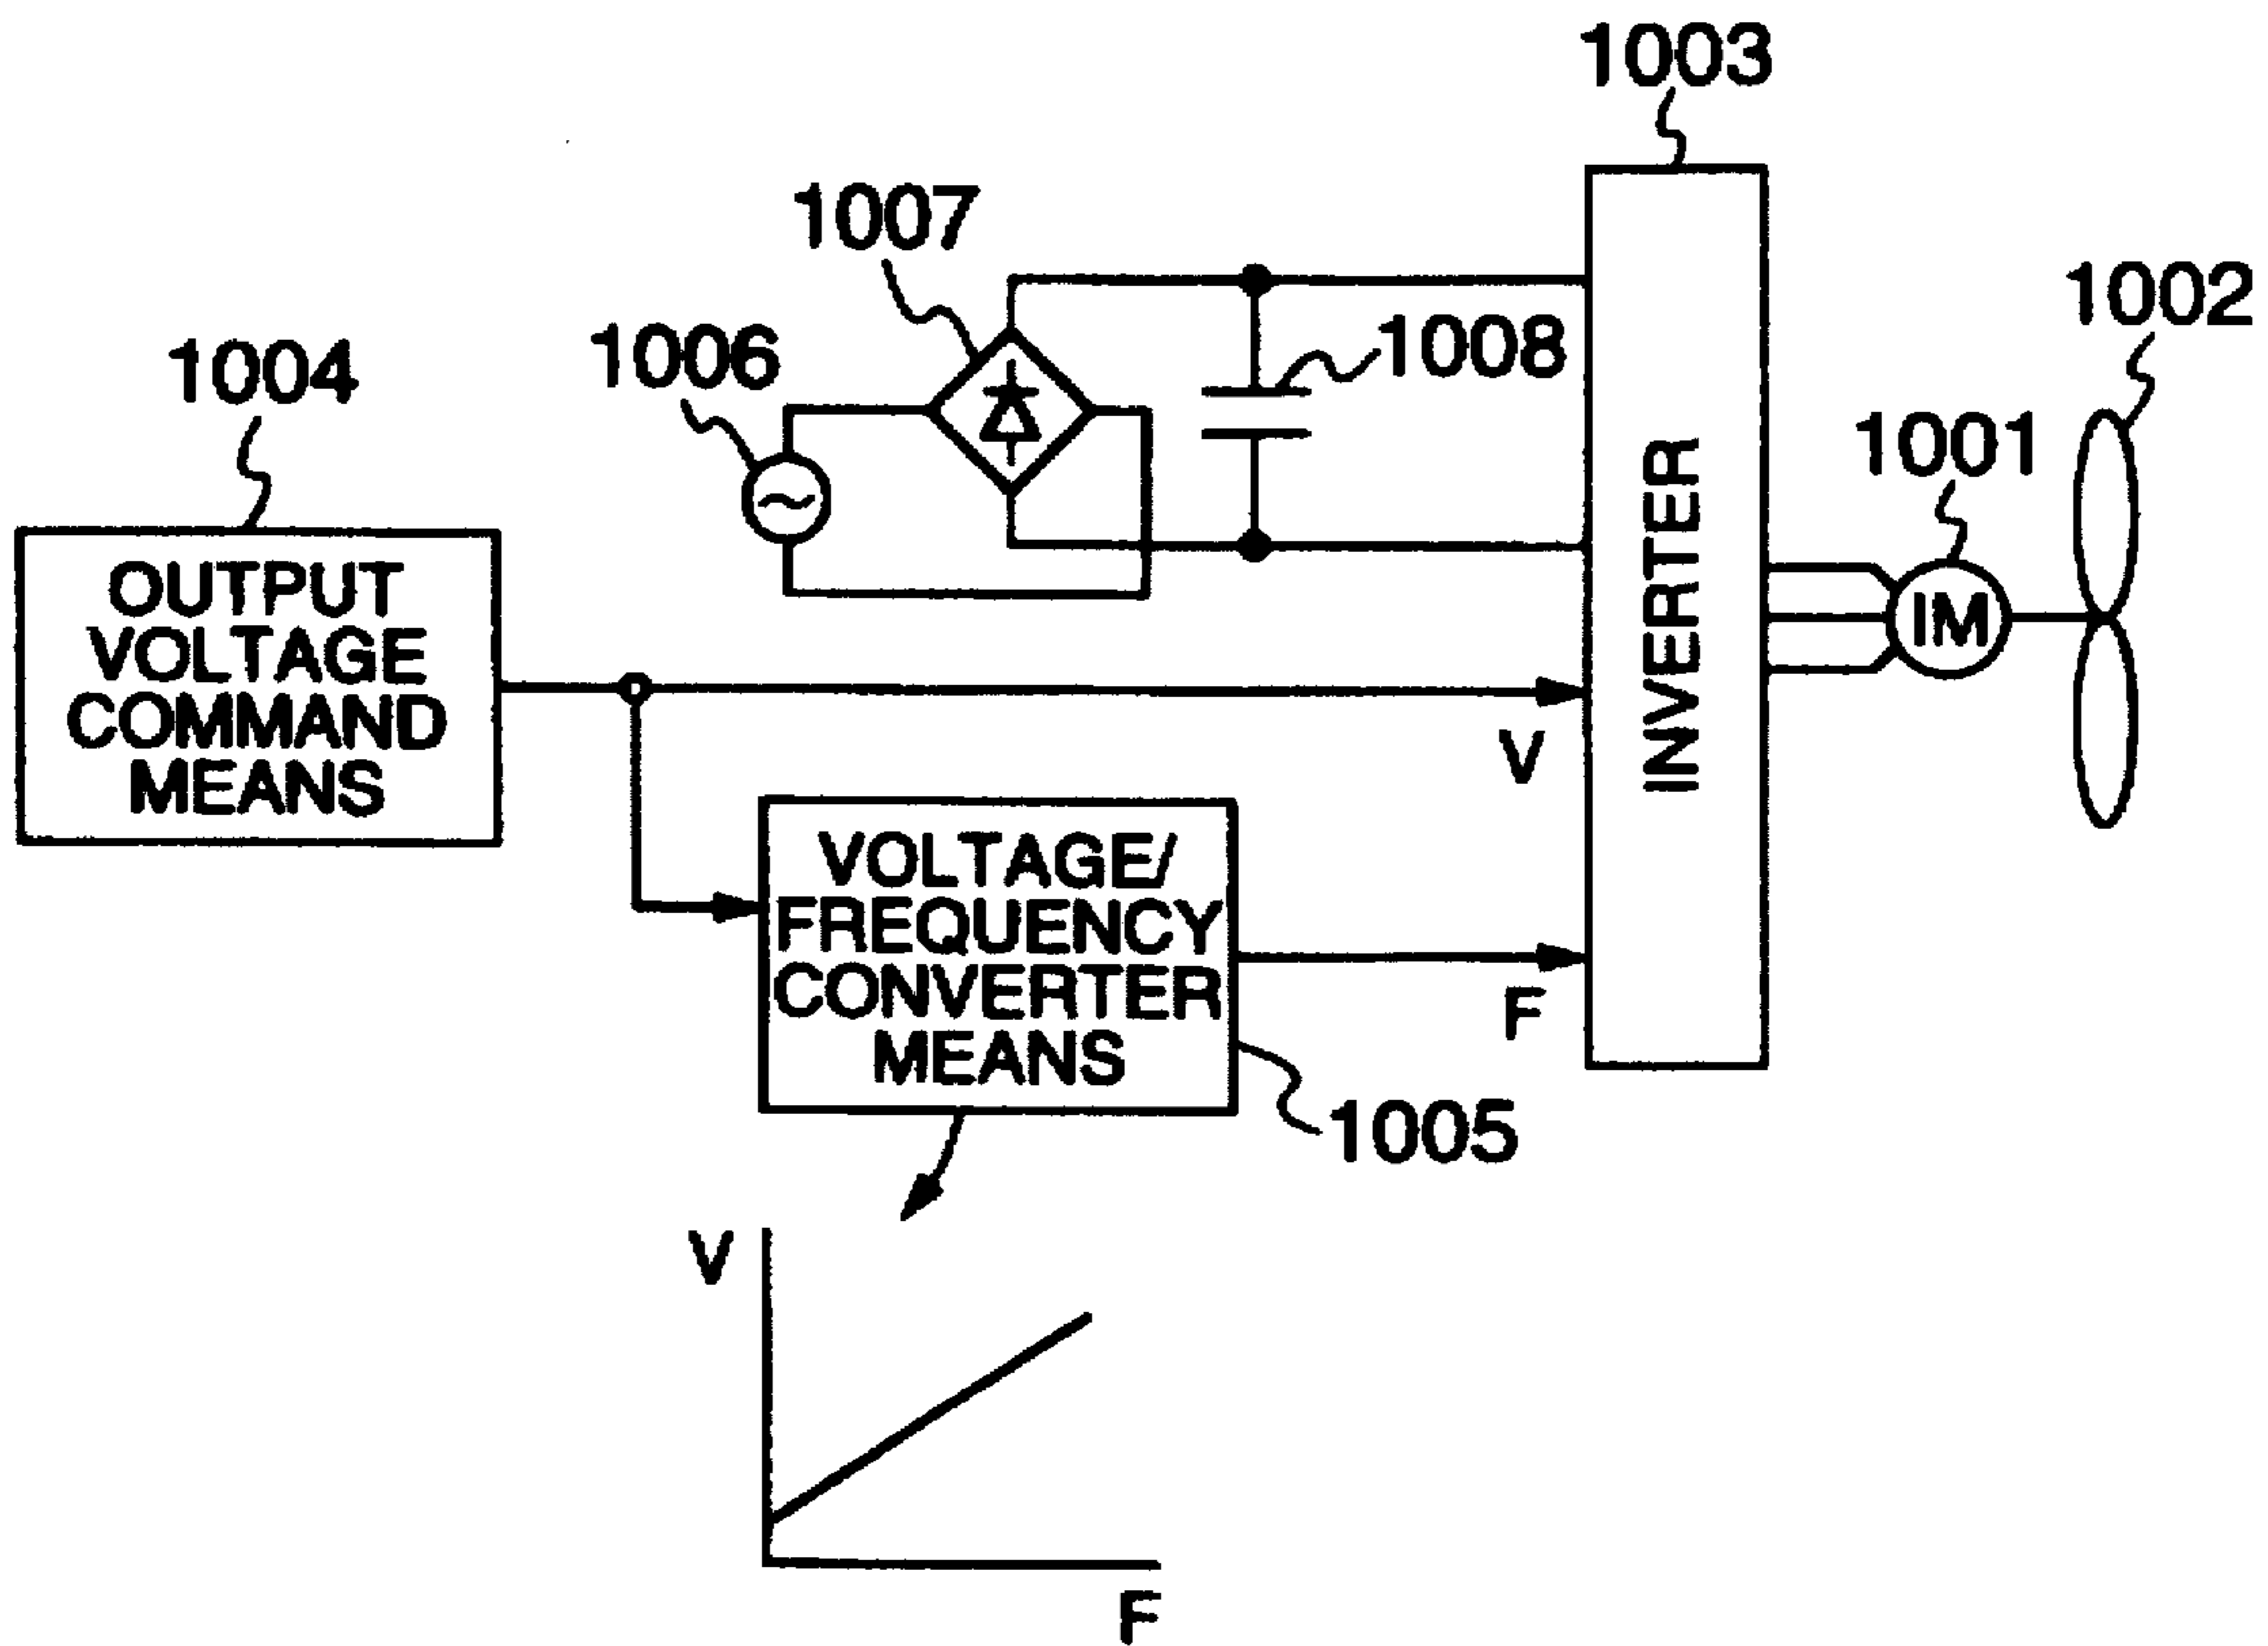 1003
1007
1002
1006
1008
1004
1001
OUTPUT
VOLTAGE
COMMAND
MEANS
INVERTER
IM
V
VOLTAGE/
FREQUENCY
CONVERTER
MEANS
F
1005
V
F